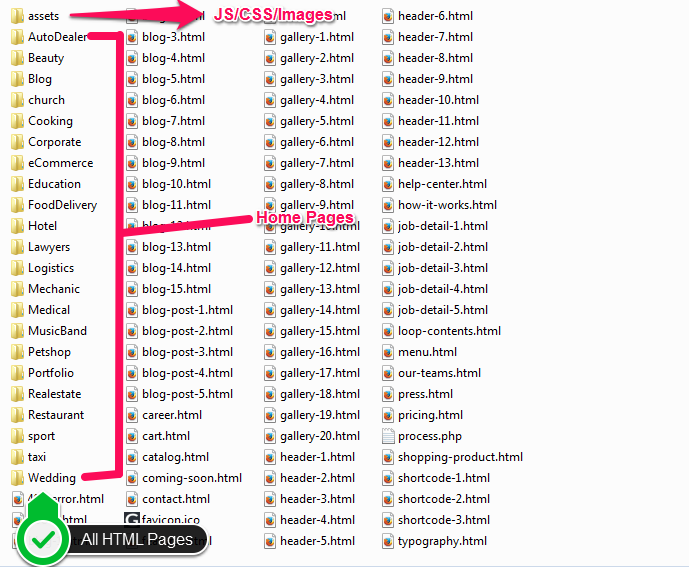 assets
AutoDealer
Beauty
Blog
church
Cooking
Corporate
eCommerce
Education
FoodDelivery
Hotel
Lawyers
Logistics
Mechanic
Medical
MusicBand
Petshop
Portfolio
Realestate
Restaurant
sport
taxi
Wedding
All HTML Pages
blog-3.html
blog-4.html
blog-5.html
blog-6.html
blog-7.html
blog-8.html
blog-9.html
blog-10.html
blog-11.html
blog-12.html
blog-13.html
blog-14.html
blog-15.html
blog-post-1.html
blog-post-2.html
blog-post-3.html
blog-post-4.html
blog-post-5.html
career.html
cart.html
catalog.html
coming-soon.html
contact.html
favicon.ico
JS/CSS/Images
gallery-1.html
gallery-2.html
gallery-3.html
gallery-4.html
gallery-5.html
gallery-6.html
gallery-7.html
gallery-8.html
gallery-9.html
Home Pages
gallery-10.html
gallery-11.html
gallery-12.html
gallery-13.html
gallery-14.html
gallery-15.html
gallery-16.html
gallery-17.html
gallery-18.html
gallery-19.html
gallery-20.html
header-1.html
header-2.html
header-3.html
header-4.html
header-5.html
header-6.html
header-7.html
header-8.html
header-9.html
header-10.html
header-11.html
header-12.html
header-13.html
help-center.html
how-it-works.html
job-detail-1.html
job-detail-2.html
job-detail-3.html
job-detail-4.html
job-detail-5.html
loop-contents.html
menu.html
our-teams.html
press.html
pricing.html
process.php
shopping-product.html
shortcode-1.html
shortcode-2.html
shortcode-3.html
typography.html